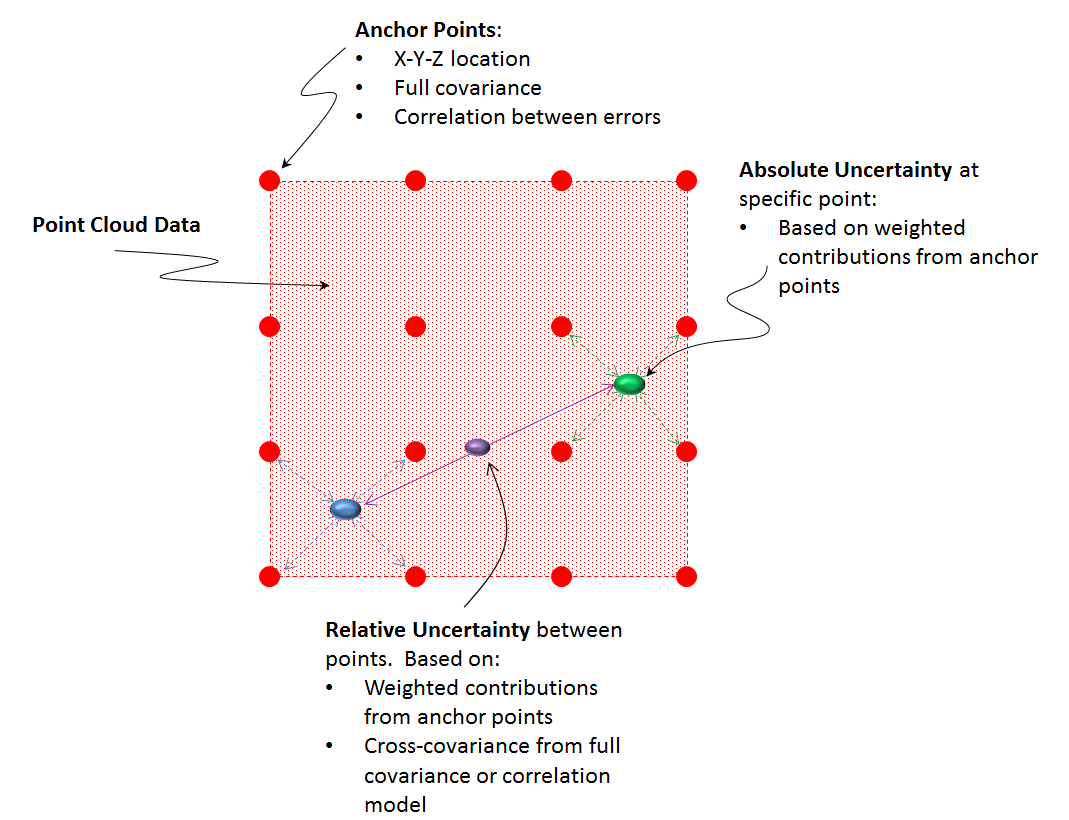 Anchor Points:
• X-Y-Z location
• Full covariance
• Correlation between errors
Absolute Uncertainty at
specific point:
• Based on weighted
contributions from anchor
points
Point Cloud Data
Relative Uncertainty between
points. Based on:
• Weighted contributions
from anchor points
• Cross-covariance from full
covariance or correlation
model